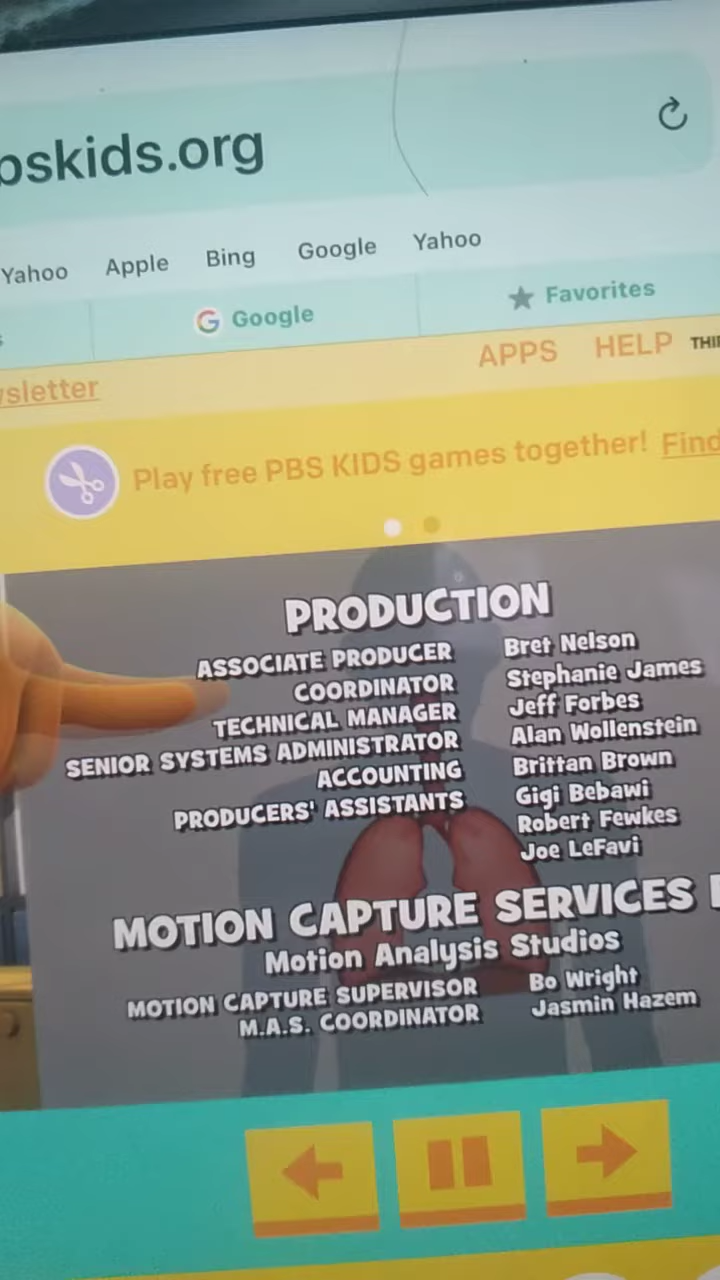 bskids.org
Yahoo Apple Bing Google Yahoo
Google Favorites
sletter APPS HELP
Play free PBS KIDS games together! Find
PRODUCTION
ASSOCIATE PRODUCER Bret Nelson
COORDINATOR Stephanie James
TECHNICAL MANAGER Jeff Forbes
SENIOR SYSTEMS ADMINISTRATOR Alan Wollenstein
ACCOUNTING Brittan Brown
PRODUCERS' ASSISTANTS Gigi Bebawi
Robert Fewkes
Joe LeFavi
MOTION CAPTURE SERVICES
Motion Analysis Studios
MOTION CAPTURE SUPERVISOR Bo Wright
M.A.S. COORDINATOR Jasmin Hazem